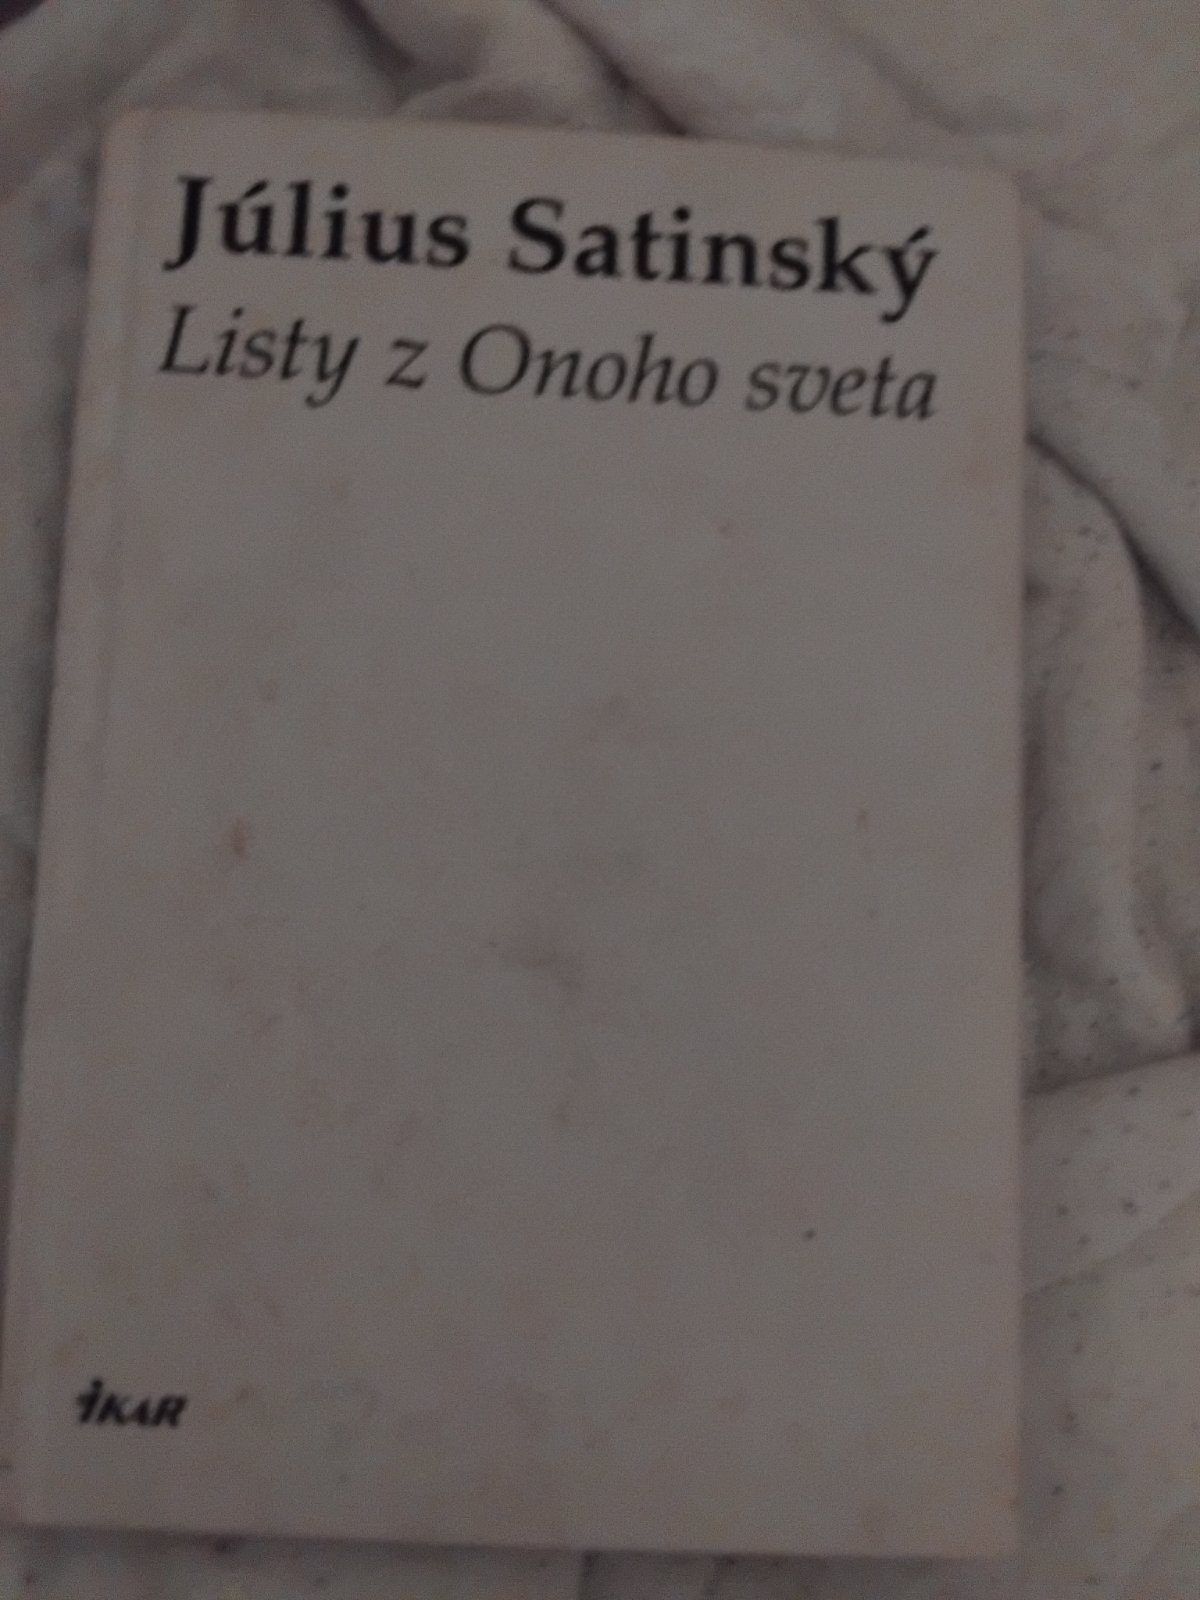 Július Satinský
Listy z Onoho sveta
iKAR